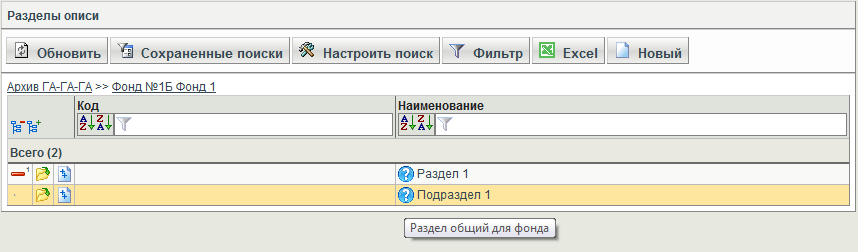 Разделы описи
Обновить Сохраненные поиски Настроить поиск Фильтр Excel Новый
Архив ГА-ГА-ГА >> Фонд №1Б Фонд 1
Код Наименование
Всего (2)
1 Раздел 1
Подраздел 1
Раздел общий для фонда